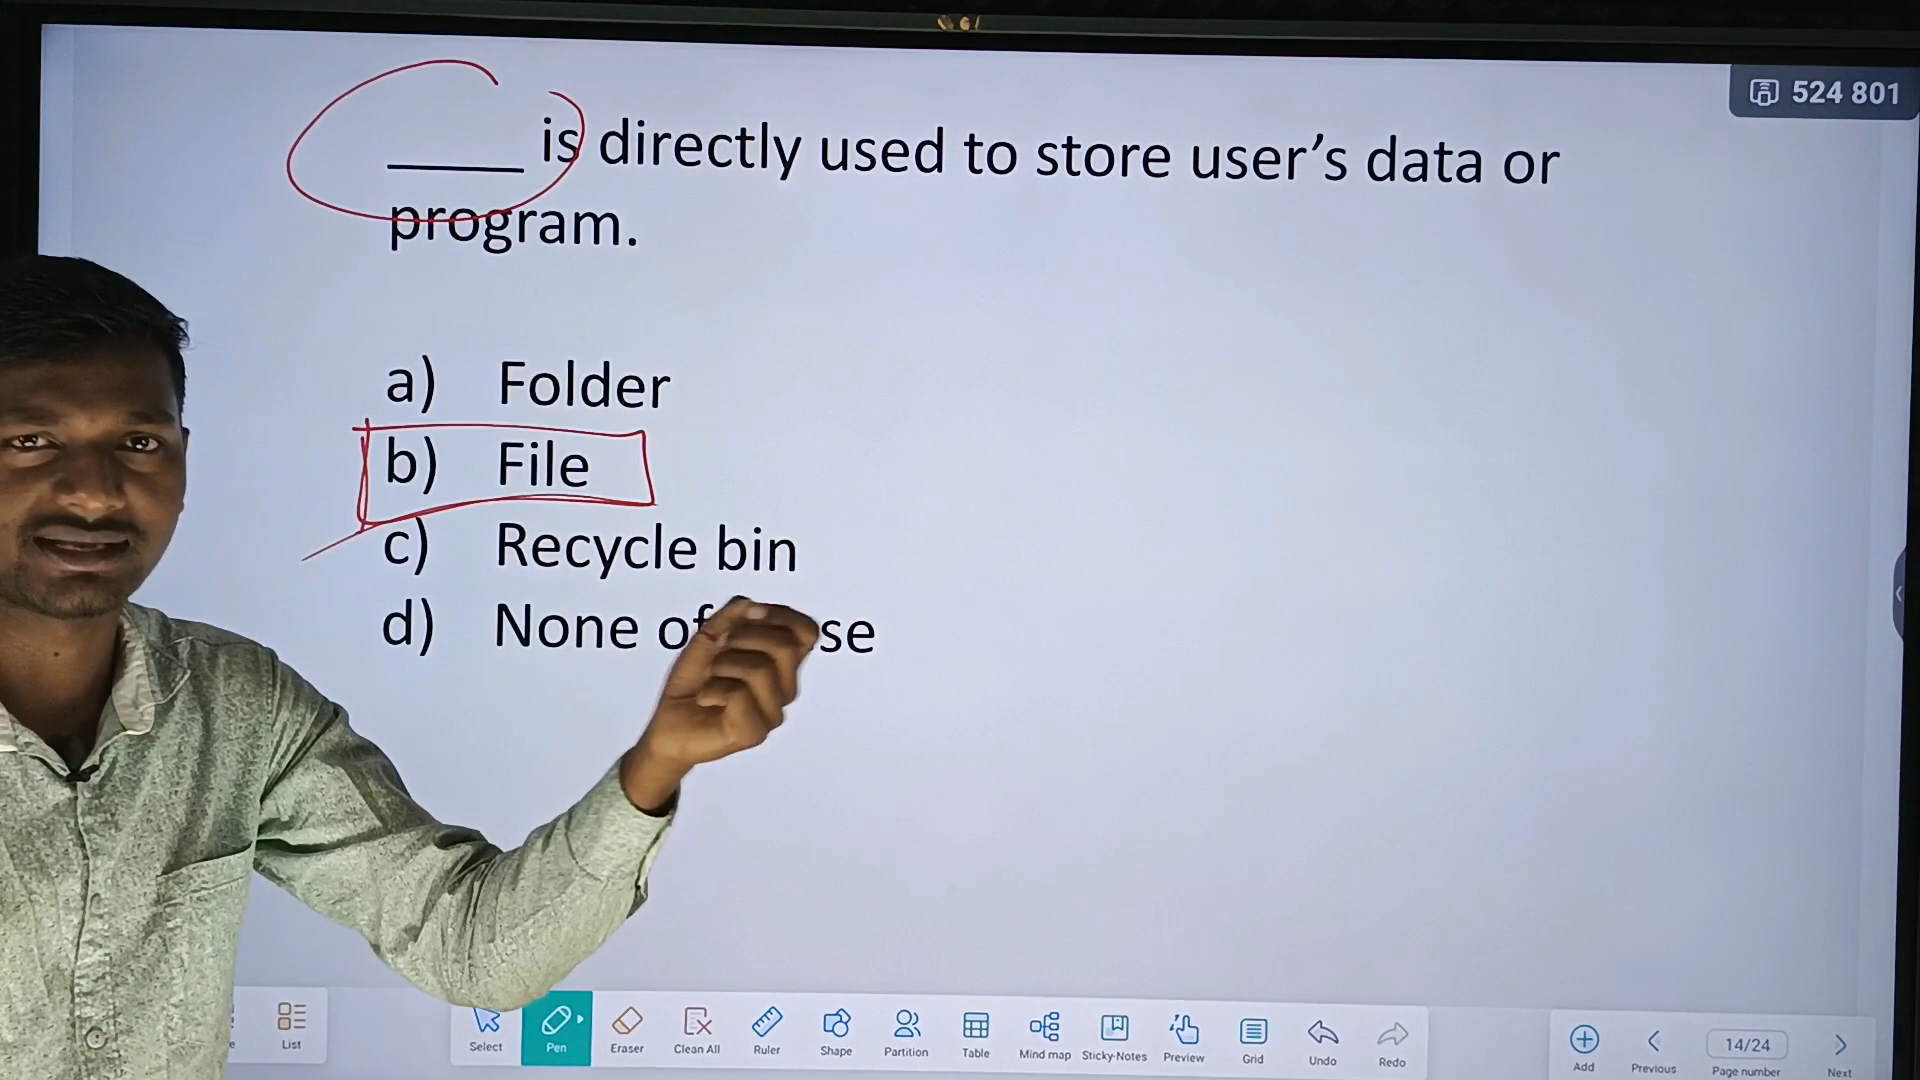 524 801
____ is directly used to store user's data or
program.
a) Folder
b) File
c) Recycle bin
d) None of se
List
Select
Pen
Eraser
Clean All
Ruler
Shape
Partition
Table
Mind map
Sticky-Notes
Preview
Grid
Undo
Redo
Add
Previous
14/24
Page number
Next